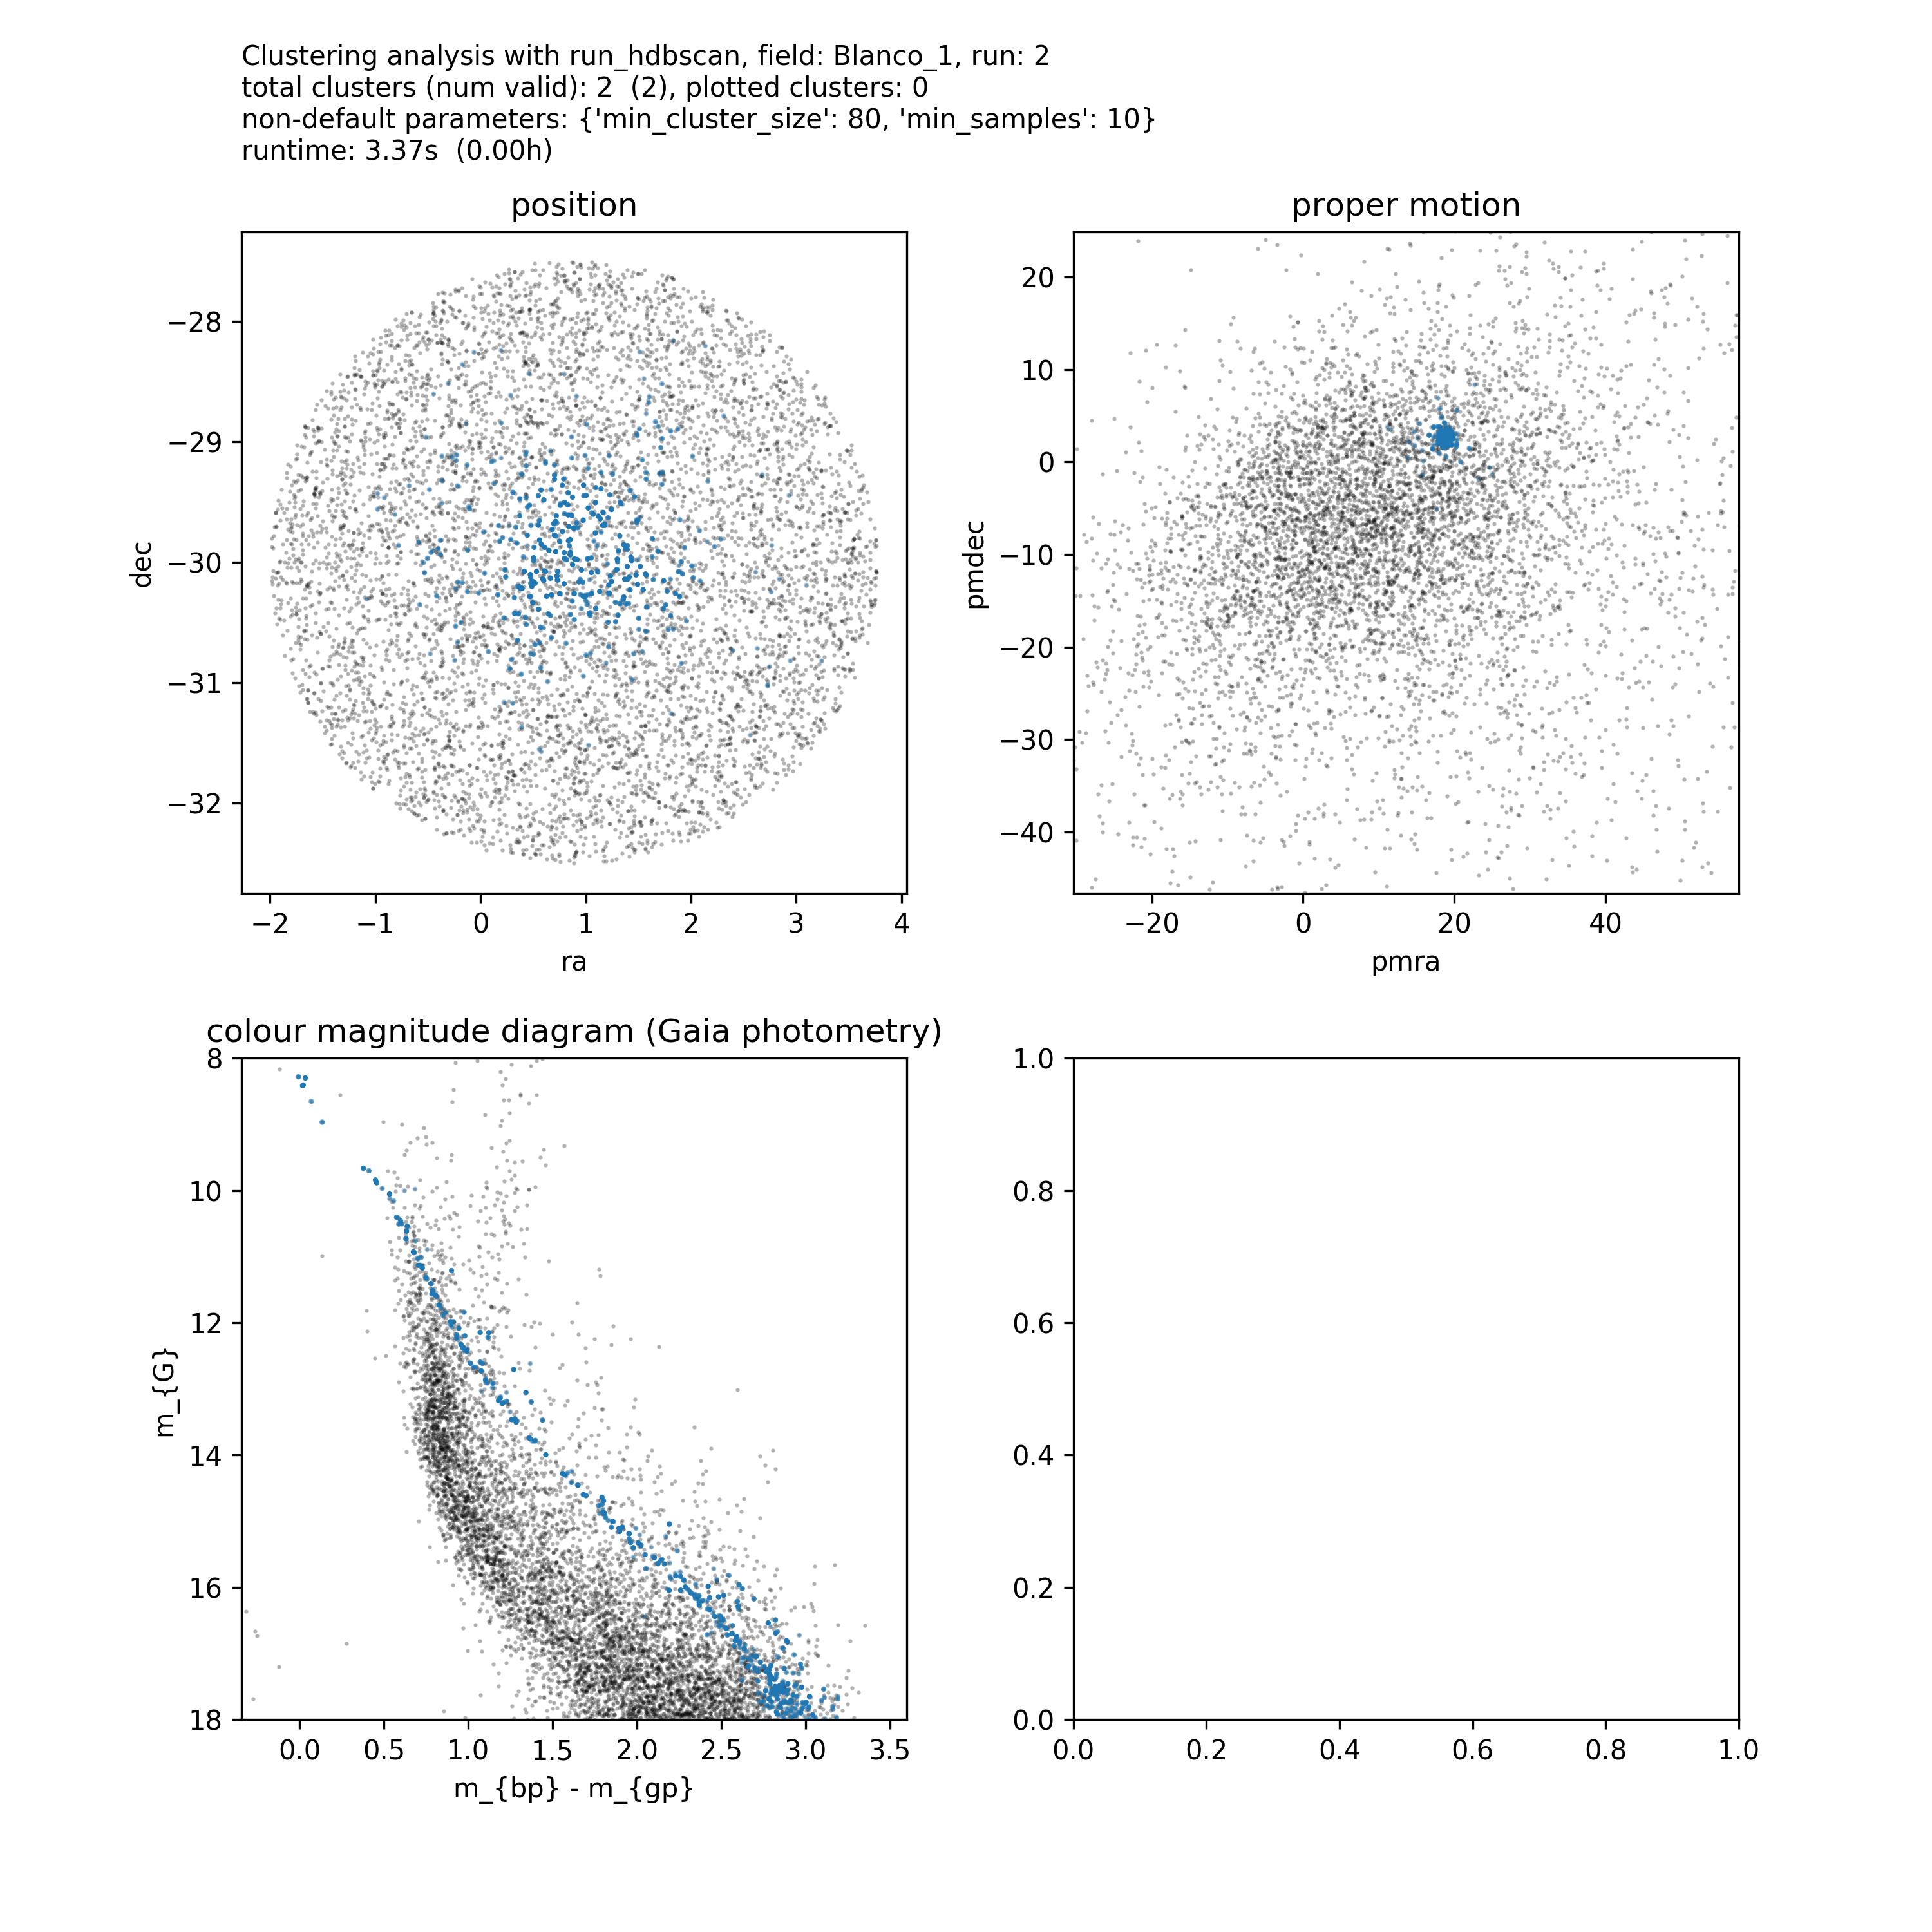 Clustering analysis with run_hdbscan, field: Blanco_1, run: 2
total clusters (num valid): 2  (2), plotted clusters: 0
non-default parameters: {'min_cluster_size': 80, 'min_samples': 10}
runtime: 3.37s  (0.00h)
position
−28
−29
−30
−31
−32
dec
−2 −1 0 1 2 3 4
ra
proper motion
20
10
0
−10
−20
−30
−40
pmdec
−20 0 20 40
pmra
colour magnitude diagram (Gaia photometry)
8
10
12
14
16
18
m_{G}
0.0 0.5 1.0 1.5 2.0 2.5 3.0 3.5
m_{bp} - m_{gp}
1.0
0.8
0.6
0.4
0.2
0.0
0.0 0.2 0.4 0.6 0.8 1.0